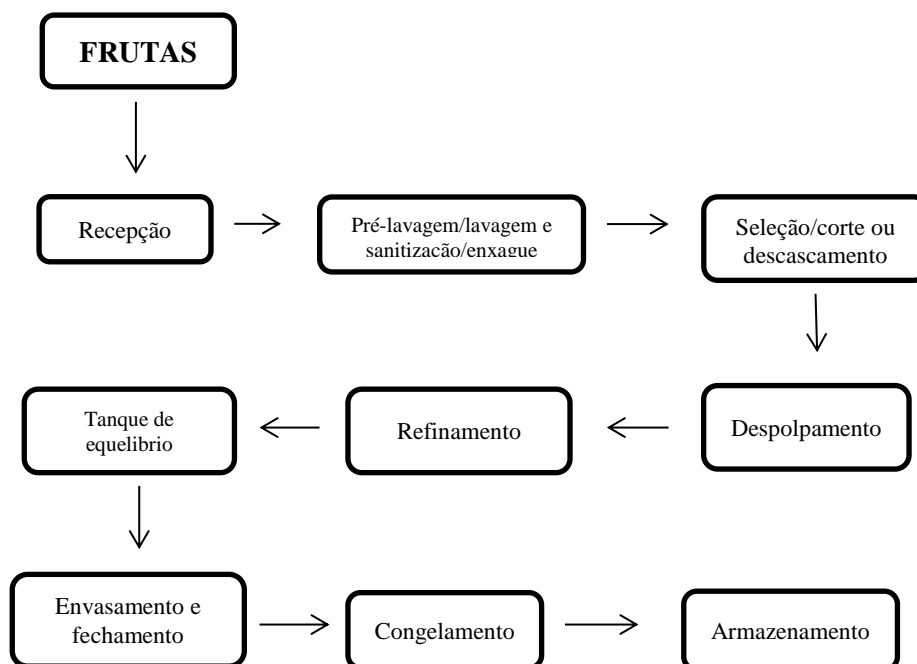 FRUTAS
Recepção
Pré-lavagem/lavagem e
sanitização/enxague
Seleção/corte ou
descascamento
Despolpamento
Refinamento
Tanque de
equelibrio
Envasamento e
fechamento
Congelamento
Armazenamento